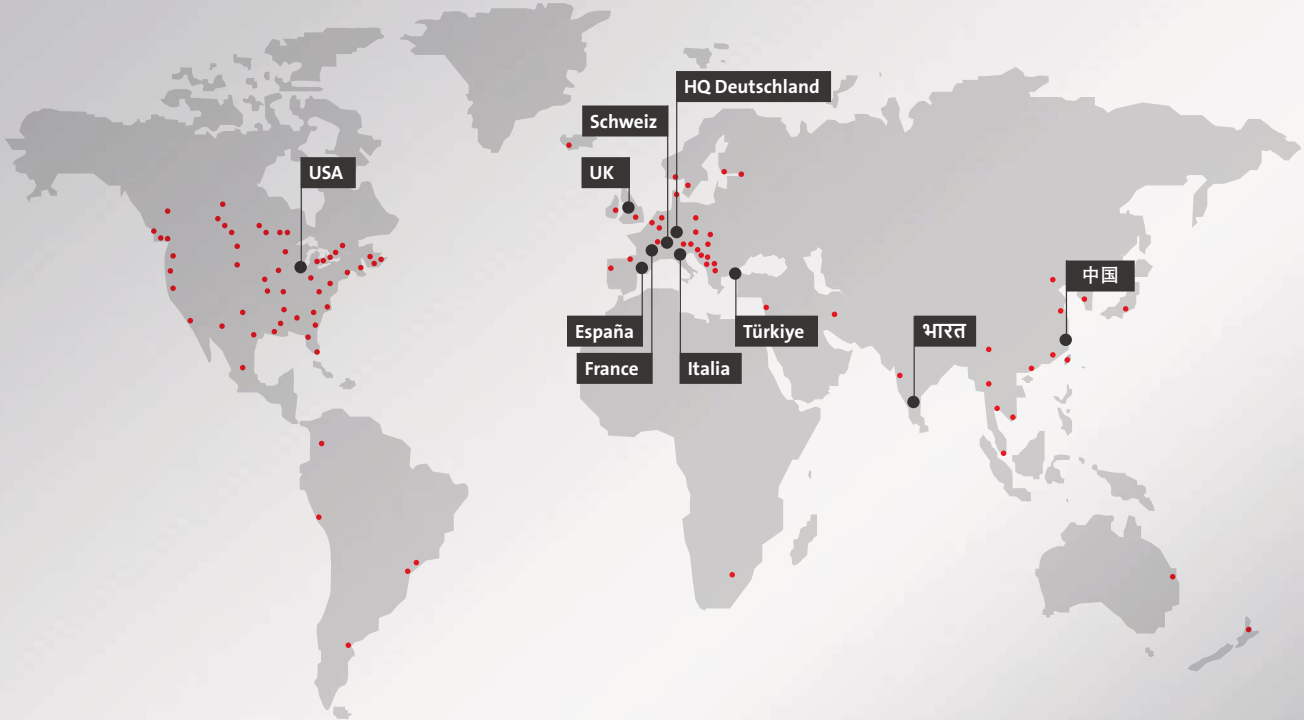 HQ Deutschland
Schweiz
UK
USA
中国
España
Türkiye
भारत
France
Italia